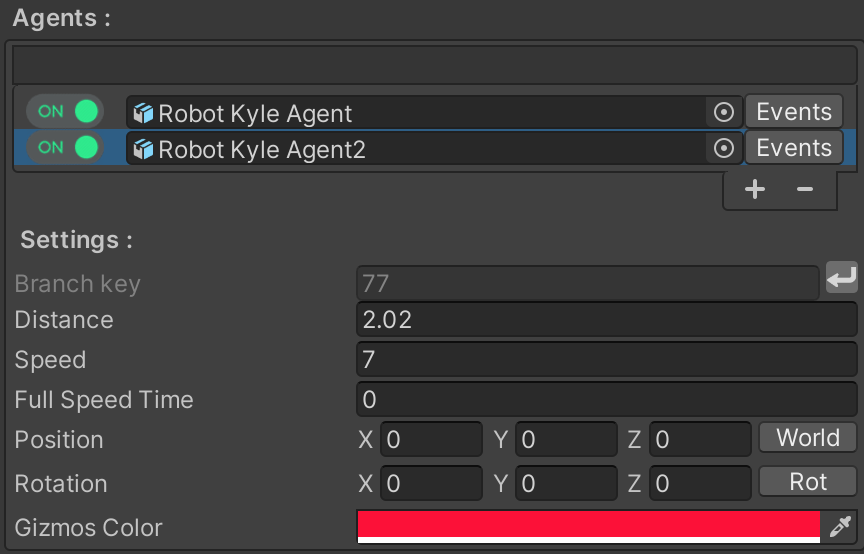 Agents :
ON Robot Kyle Agent Events
ON Robot Kyle Agent2 Events
+ −
Settings :
Branch key 77
Distance 2.02
Speed 7
Full Speed Time 0
Position X 0 Y 0 Z 0 World
Rotation X 0 Y 0 Z 0 Rot
Gizmos Color